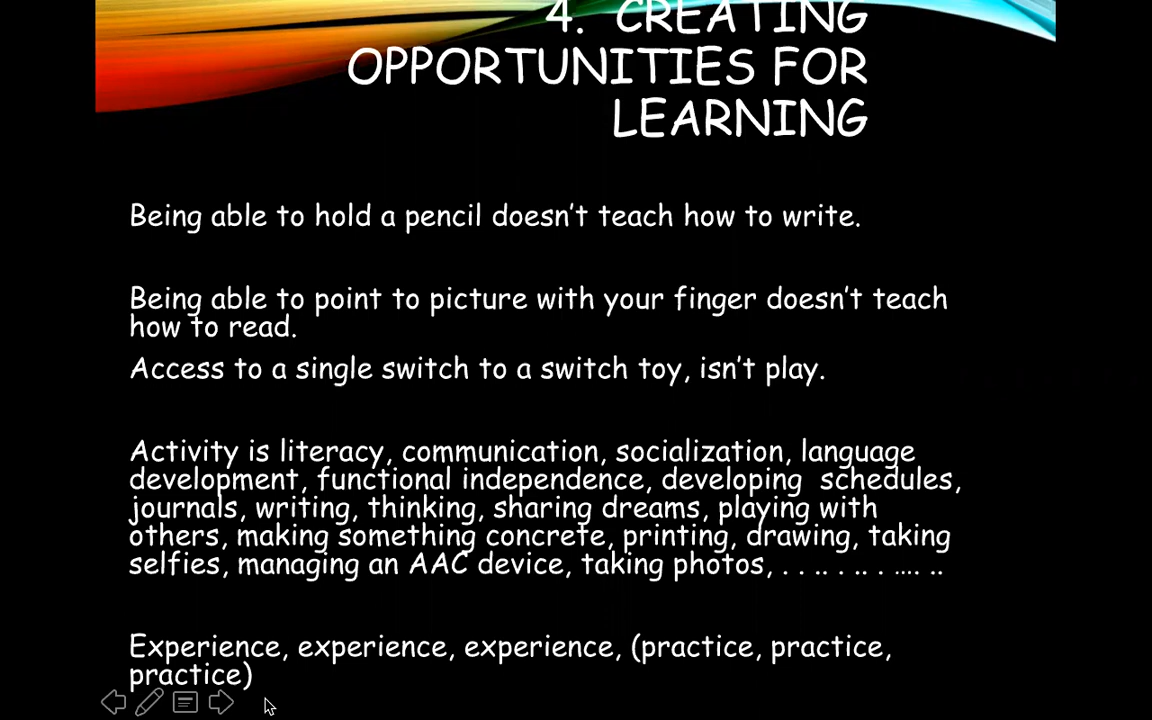 4. CREATING
OPPORTUNITIES FOR
LEARNING
Being able to hold a pencil doesn’t teach how to write.
Being able to point to picture with your finger doesn’t teach
how to read.
Access to a single switch to a switch toy, isn’t play.
Activity is literacy, communication, socialization, language
development, functional independence, developing  schedules,
journals, writing, thinking, sharing dreams, playing with
others, making something concrete, printing, drawing, taking
selfies, managing an AAC device, taking photos, . . .. . .. . …. ..
Experience, experience, experience, (practice, practice,
practice)